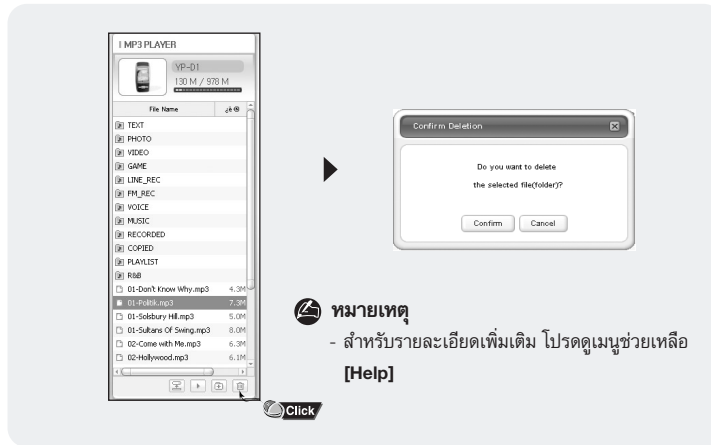 MP3 PLAYER
YP-D1
130 M / 978 M
File Name ¿ë®
TEXT
PHOTO
VIDEO
GAME
LINE_REC
FM_REC
VOICE
MUSIC
RECORDED
COPIED
PLAYLIST
R&B
01-Don't Know Why.mp3 4.3M
01-Politik.mp3 7.3M
01-Solsbury Hill.mp3 5.0M
01-Sultans Of Swing.mp3 8.0M
02-Come with Me.mp3 6.3M
02-Hollywood.mp3 6.1M
Click
Confirm Deletion
Do you want to delete
the selected file(folder)?
Confirm Cancel
หมายเหตุ
- สำหรับรายละเอียดเพิ่มเติม โปรดดูเมนูช่วยเหลือ
[Help]